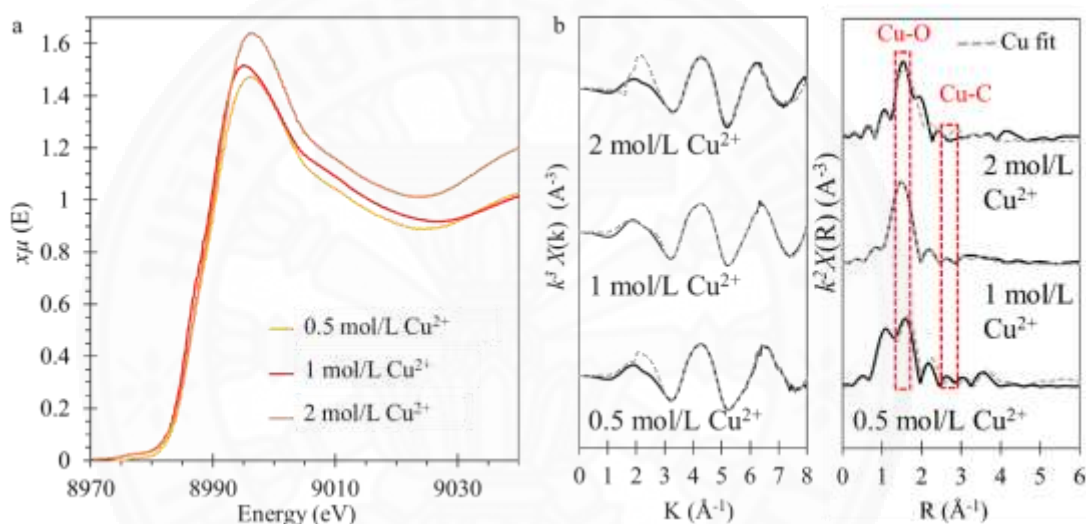 a
xμ (E)
1.6
1.4
1.2
1
0.8
0.6
0.4
0.2
0
0.5 mol/L Cu²⁺
1 mol/L Cu²⁺
2 mol/L Cu²⁺
8970 8990 9010 9030
Energy (eV)
b
k³ X(k) (A⁻³)
2 mol/L Cu²⁺
1 mol/L Cu²⁺
0.5 mol/L Cu²⁺
0 1 2 3 4 5 6 7 8
K (Å⁻¹)
k² X(R) (A⁻³)
Cu-O
Cu fit
Cu-C
2 mol/L
Cu²⁺
1 mol/L
Cu²⁺
0.5 mol/L Cu²⁺
0 1 2 3 4 5 6
R (Å⁻¹)